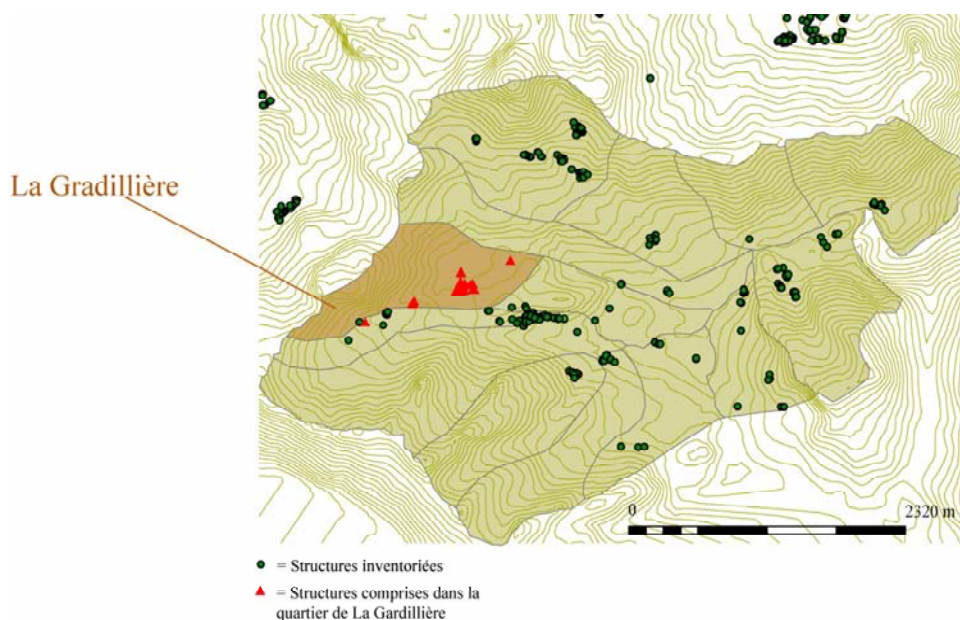 La Gradillière
0 2320 m
= Structures inventoriées
= Structures comprises dans la
quartier de La Gardillière